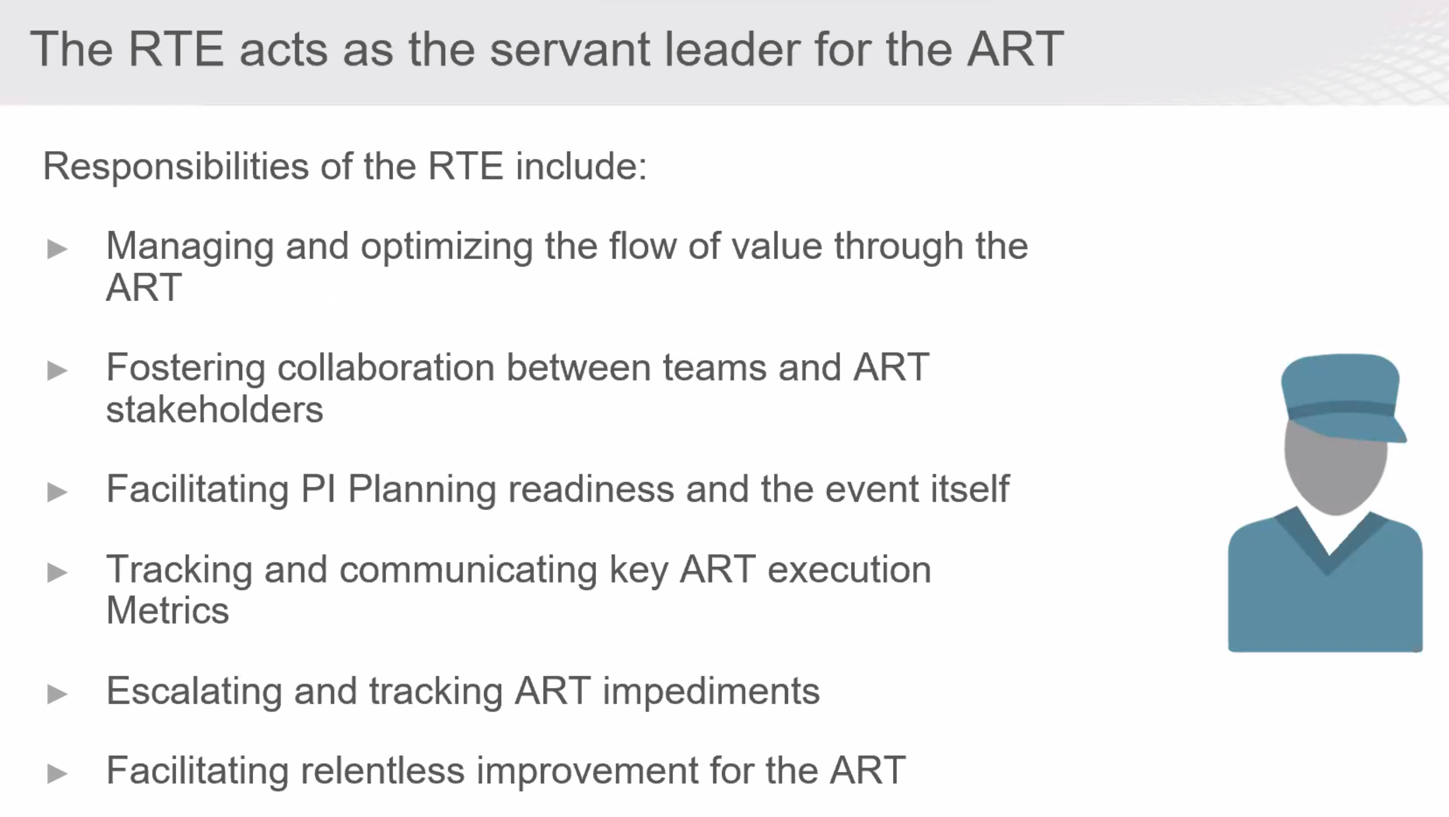 The RTE acts as the servant leader for the ART
Responsibilities of the RTE include:
Managing and optimizing the flow of value through the
ART
Fostering collaboration between teams and ART
stakeholders
Facilitating PI Planning readiness and the event itself
Tracking and communicating key ART execution
Metrics
Escalating and tracking ART impediments
Facilitating relentless improvement for the ART